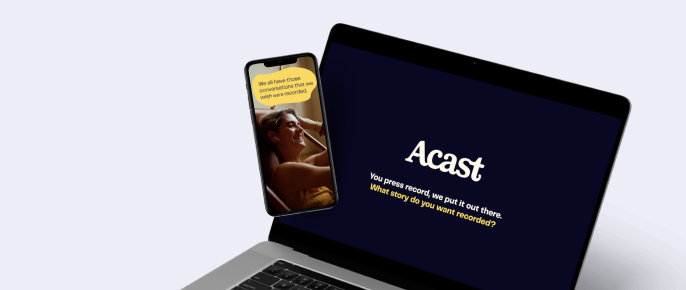 We all have those
conversations that we
wish were recorded.
Acast
You press record, we put it out there.
What story do you want recorded?